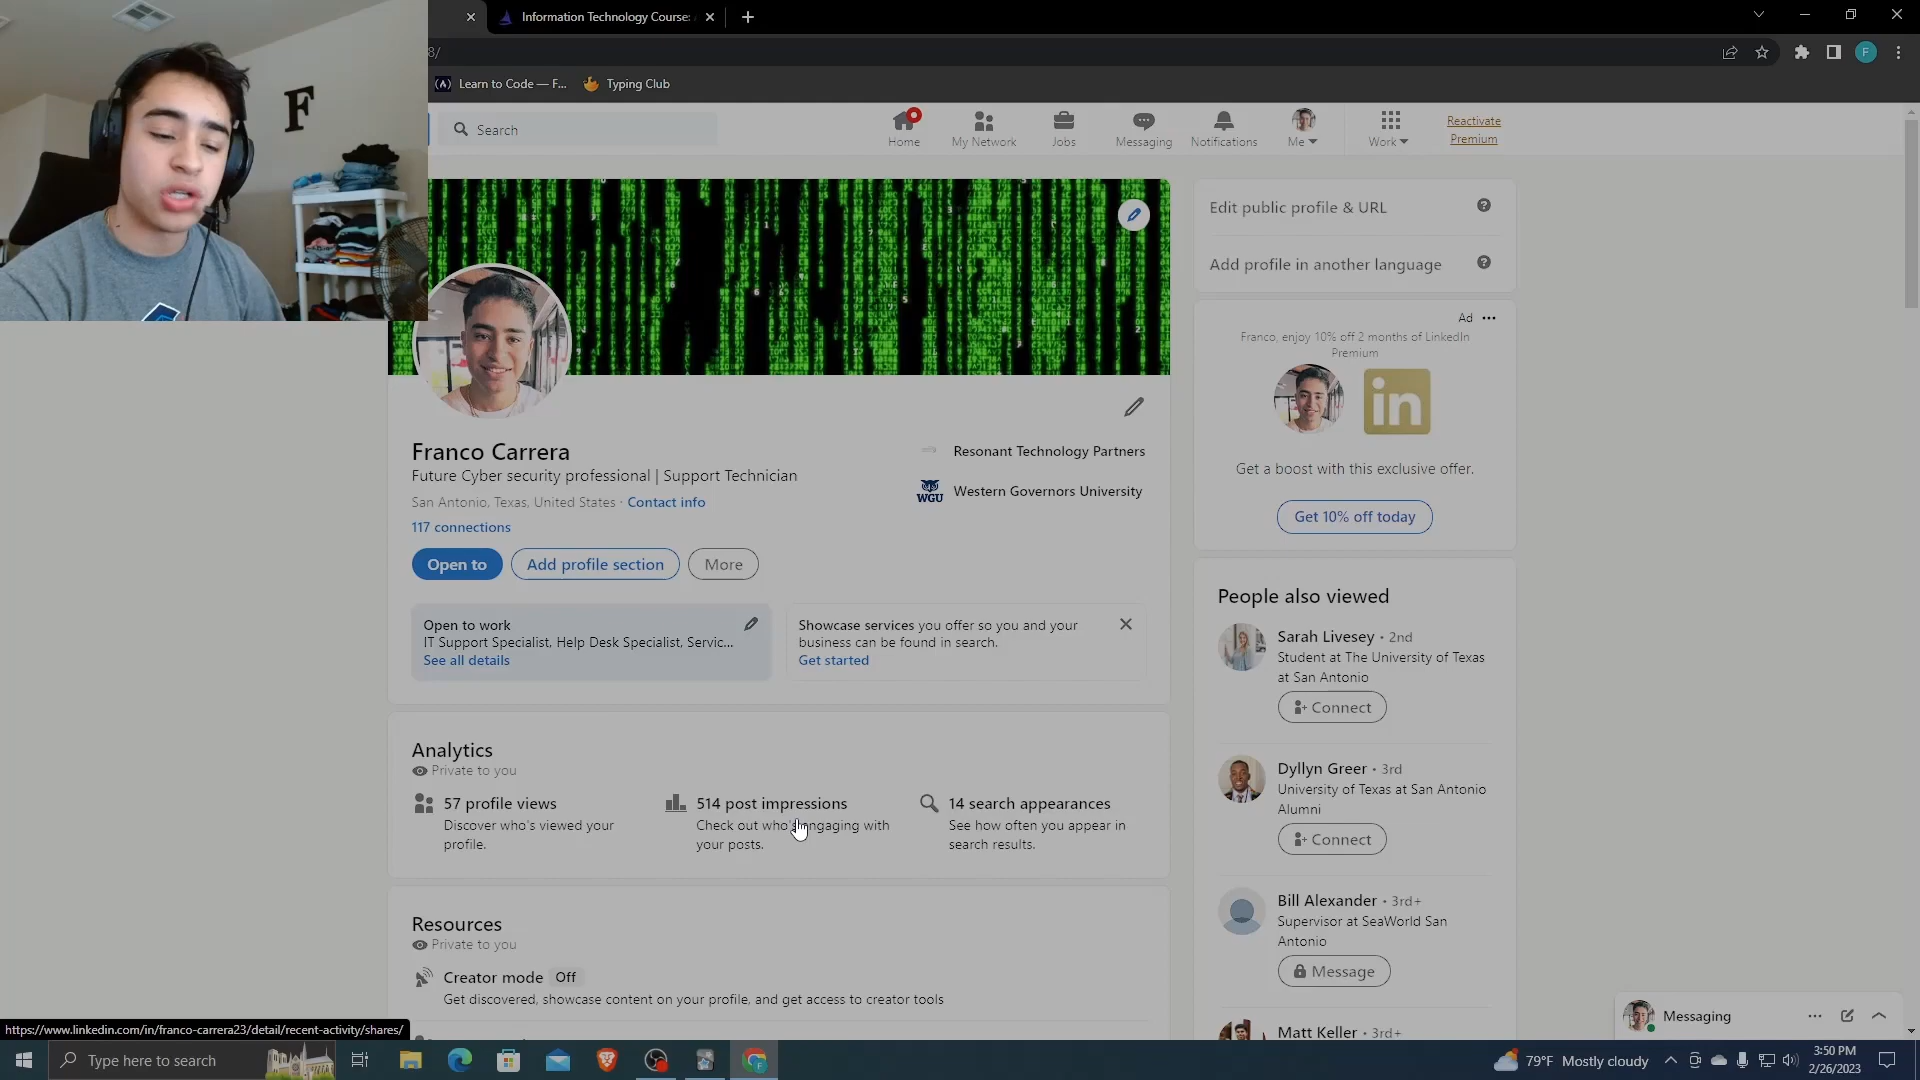 F
Information Technology Course:
8/
F
Learn to Code — F...
Typing Club
Search
Home
My Network
Jobs
Messaging
Notifications
Me
Work
Reactivate
Premium
Franco Carrera
Future Cyber security professional | Support Technician
San Antonio, Texas, United States · Contact info
117 connections
Resonant Technology Partners
WGU
Western Governors University
Open to
Add profile section
More
Open to work
IT Support Specialist, Help Desk Specialist, Servic...
See all details
Showcase services you offer so you and your
business can be found in search.
Get started
Analytics
Private to you
57 profile views
Discover who's viewed your
profile.
514 post impressions
Check out who's engaging with
your posts.
14 search appearances
See how often you appear in
search results.
Resources
Private to you
Creator mode Off
Get discovered, showcase content on your profile, and get access to creator tools
Edit public profile & URL
Add profile in another language
Ad
Franco, enjoy 10% off 2 months of LinkedIn
Premium
in
Get a boost with this exclusive offer.
Get 10% off today
People also viewed
Sarah Livesey · 2nd
Student at The University of Texas
at San Antonio
Connect
Dyllyn Greer · 3rd
University of Texas at San Antonio
Alumni
Connect
Bill Alexander · 3rd+
Supervisor at SeaWorld San
Antonio
Message
Matt Keller · 3rd+
Messaging
https://www.linkedin.com/in/franco-carrera23/detail/recent-activity/shares/
Type here to search
79°F Mostly cloudy
3:50 PM
2/26/2023